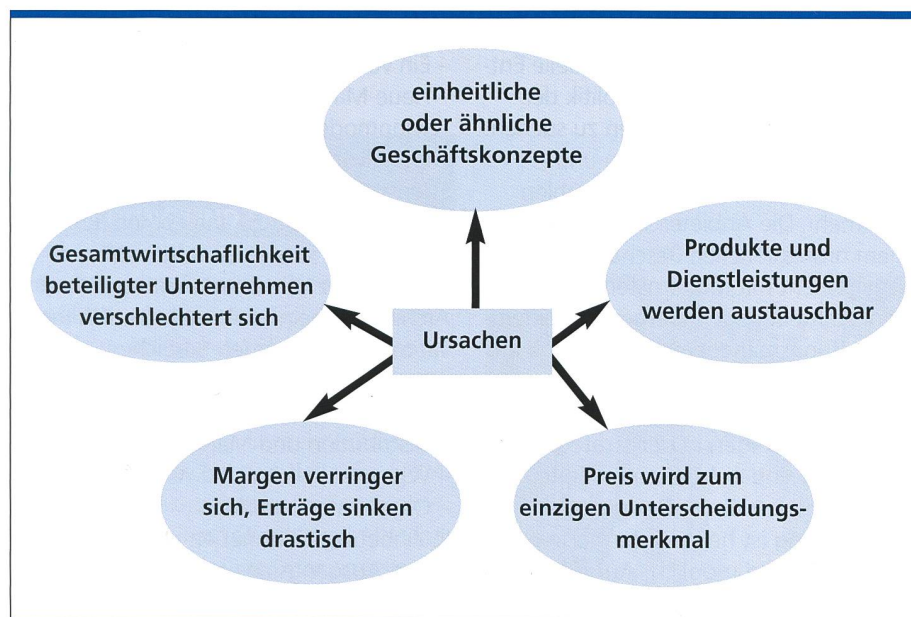 einheitliche
oder ähnliche
Geschäftskonzepte
Gesamtwirtschaflichkeit
beteiligter Unternehmen
verschlechtert sich
Produkte und
Dienstleistungen
werden austauschbar
Ursachen
Margen verringer
sich, Erträge sinken
drastisch
Preis wird zum
einzigen Unterscheidungs-
merkmal